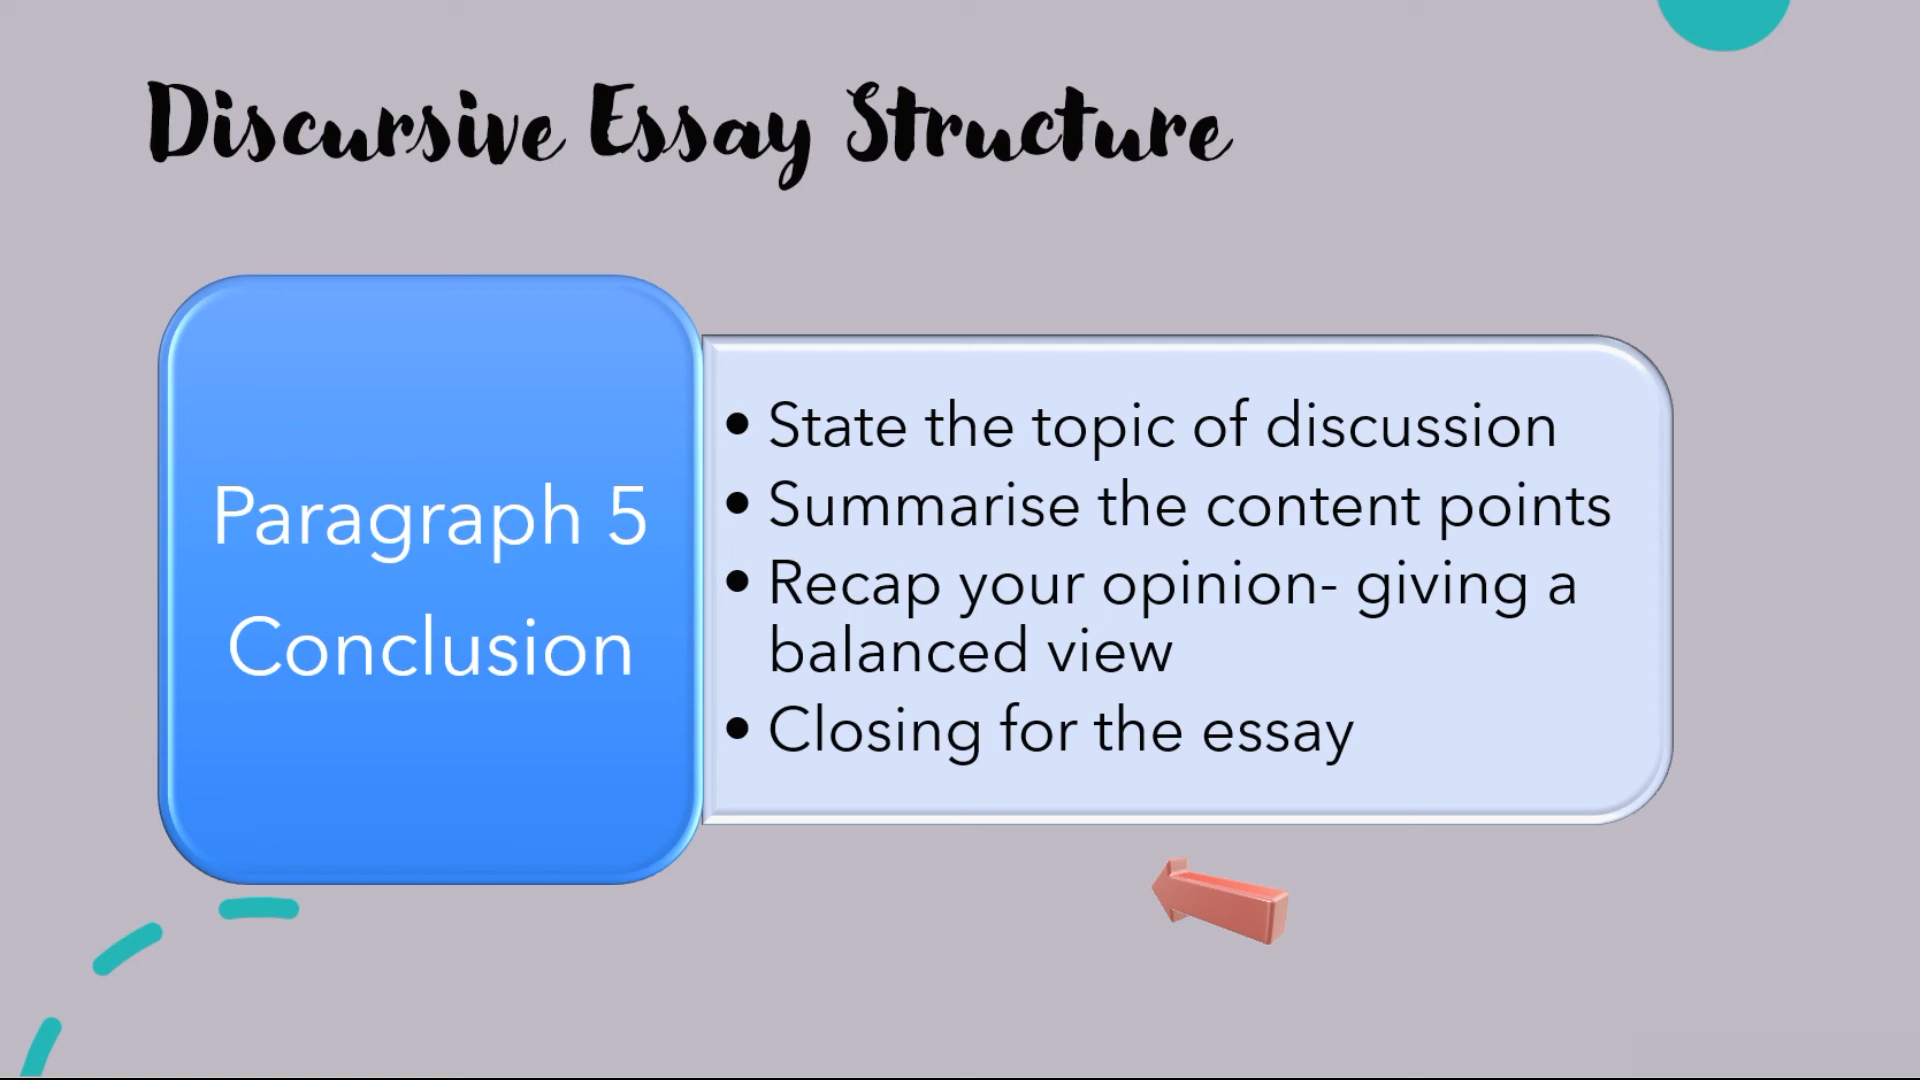 Discursive Essay Structure
Paragraph 5
Conclusion
• State the topic of discussion
• Summarise the content points
• Recap your opinion- giving a
balanced view
• Closing for the essay